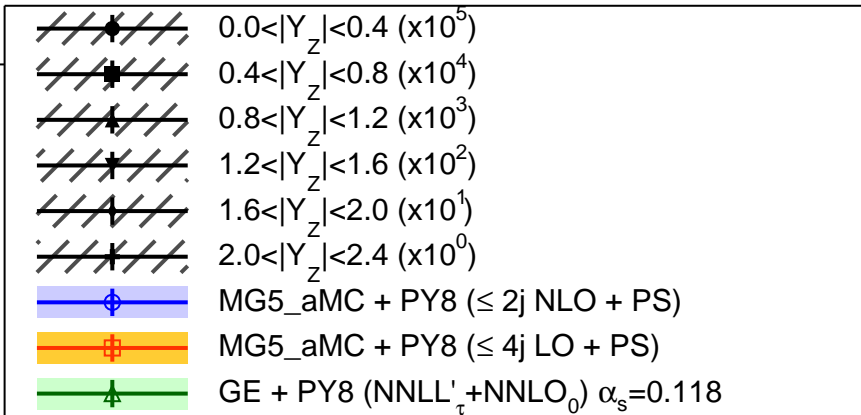 0.0<|Y_Z|<0.4 (x10^5)
0.4<|Y_Z|<0.8 (x10^4)
0.8<|Y_Z|<1.2 (x10^3)
1.2<|Y_Z|<1.6 (x10^2)
1.6<|Y_Z|<2.0 (x10^1)
2.0<|Y_Z|<2.4 (x10^0)
MG5_aMC + PY8 (≤ 2j NLO + PS)
MG5_aMC + PY8 (≤ 4j LO + PS)
GE + PY8 (NNLL'_τ+NNLO_0) α_s=0.118